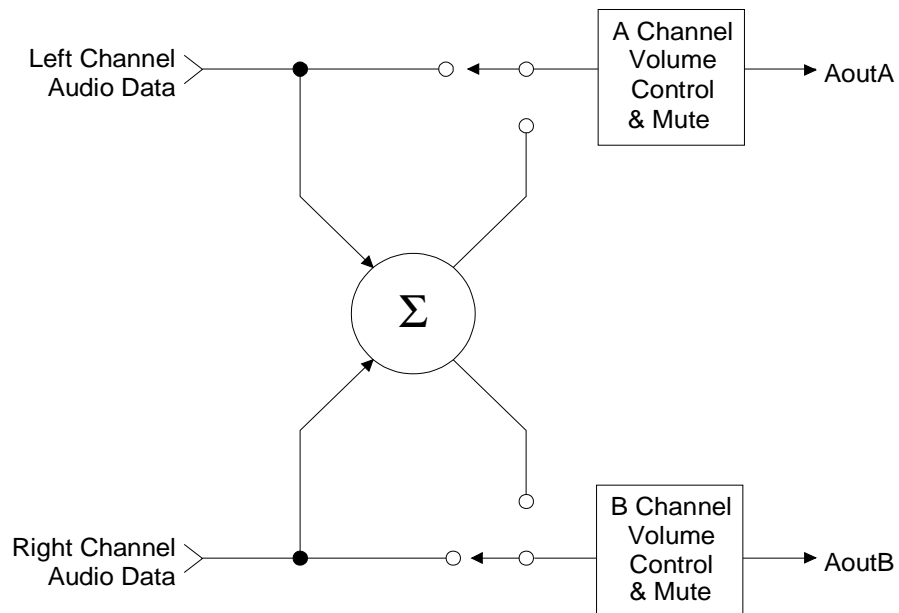 Left Channel
Audio Data
A Channel
Volume
Control
& Mute
AoutA
Σ
Right Channel
Audio Data
B Channel
Volume
Control
& Mute
AoutB